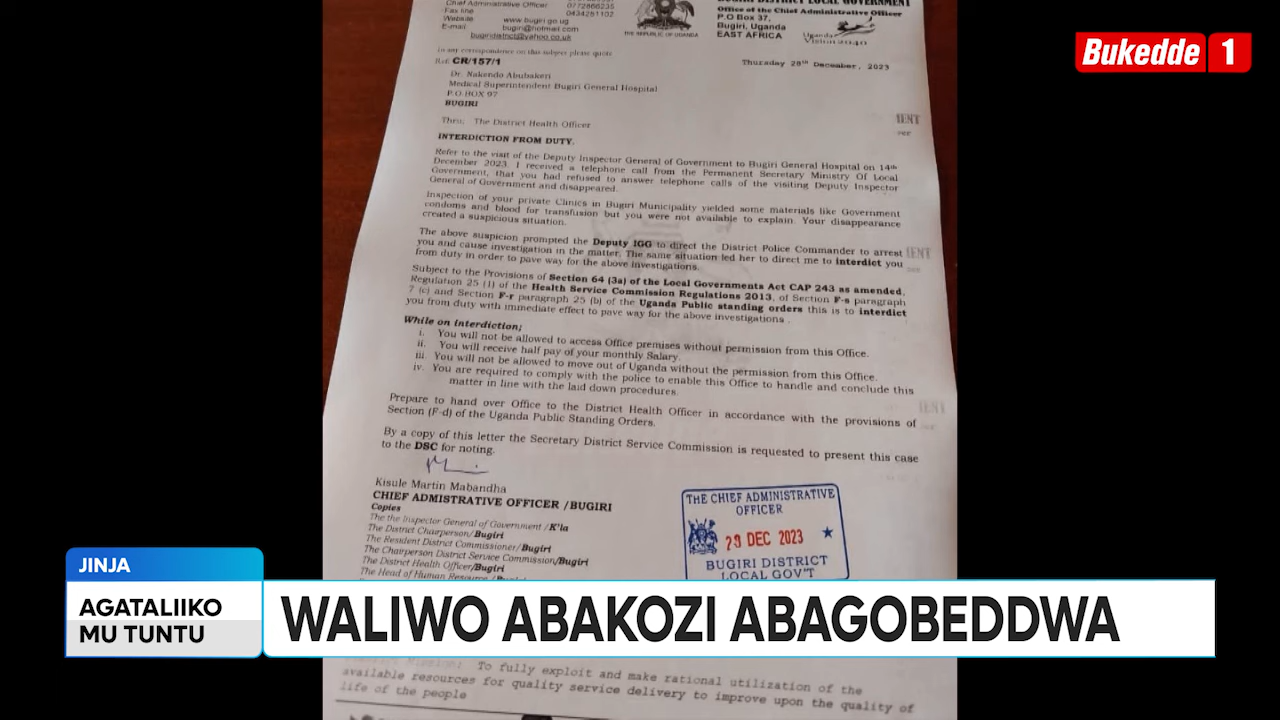 Chief Administrative Officer 0772866235
Fax line 0434251102
Website www.bugiri.go.ug
E-mail bugiri@hotmail.com
bugiridistrict@yahoo.co.uk
THE REPUBLIC OF UGANDA
BUGIRI DISTRICT LOCAL GOVERNMENT
Office of the Chief Administrative Officer
P.O Box 37,
Bugiri, Uganda
EAST AFRICA
Uganda
Vision 2040
Bukedde 1
In any correspondence on this subject please quote
Ref: CR/157/1
Thursday 28th December, 2023
Dr. Nakendo Abubakeri
Medical Superintendent Bugiri General Hospital
P.O BOX 97
BUGIRI
Thru: The District Health Officer
INTERDICTION FROM DUTY.
Refer to the visit of the Deputy Inspector General of Government to Bugiri General Hospital on 14th
December 2023. I received a telephone call from the Permanent Secretary Ministry Of Local
Government, that you had refused to answer telephone calls of the visiting Deputy Inspector
General of Government and disappeared.
Inspection of your private Clinics in Bugiri Municipality yielded some materials like Government
condoms and blood for transfusion but you were not available to explain. Your disappearance
created a suspicious situation.
The above suspicion prompted the Deputy IGG to direct the District Police Commander to arrest
you and cause investigation in the matter. The same situation led her to direct me to interdict you
from duty in order to pave way for the above investigations.
Subject to the Provisions of Section 64 (3a) of the Local Governments Act CAP 243 as amended,
Regulation 25 (1) of the Health Service Commission Regulations 2013, of Section F-s paragraph
7 (c) and Section F-r paragraph 25 (b) of the Uganda Public standing orders this is to interdict
you from duty with immediate effect to pave way for the above investigations .
While on interdiction;
i. You will not be allowed to access Office premises without permission from this Office.
ii. You will receive half pay of your monthly Salary.
iii. You will not be allowed to move out of Uganda without the permission from this Office.
iv. You are required to comply with the police to enable this Office to handle and conclude this
matter in line with the laid down procedures.
Prepare to hand over Office to the District Health Officer in accordance with the provisions of
Section (F-d) of the Uganda Public Standing Orders.
By a copy of this letter the Secretary District Service Commission is requested to present this case
to the DSC for noting.
Kisule Martin Mabandha
CHIEF ADMISTRATIVE OFFICER /BUGIRI
Copies
The the Inspector General of Government /K'la
The District Chairperson/Bugiri
The Resident District Commissioner/Bugiri
The Chairperson District Service Commission/Bugiri
The District Health Officer/Bugiri
The Head of Human Resource /Bugiri
THE CHIEF ADMINISTRATIVE
OFFICER
29 DEC 2023
BUGIRI DISTRICT
LOCAL GOV'T
JINJA
AGATALIIKO
MU TUNTU
WALIWO ABAKOZI ABAGOBEDDWA
To fully exploit and make rational utilization of the
available resources for quality service delivery to improve upon the quality of
life of the people